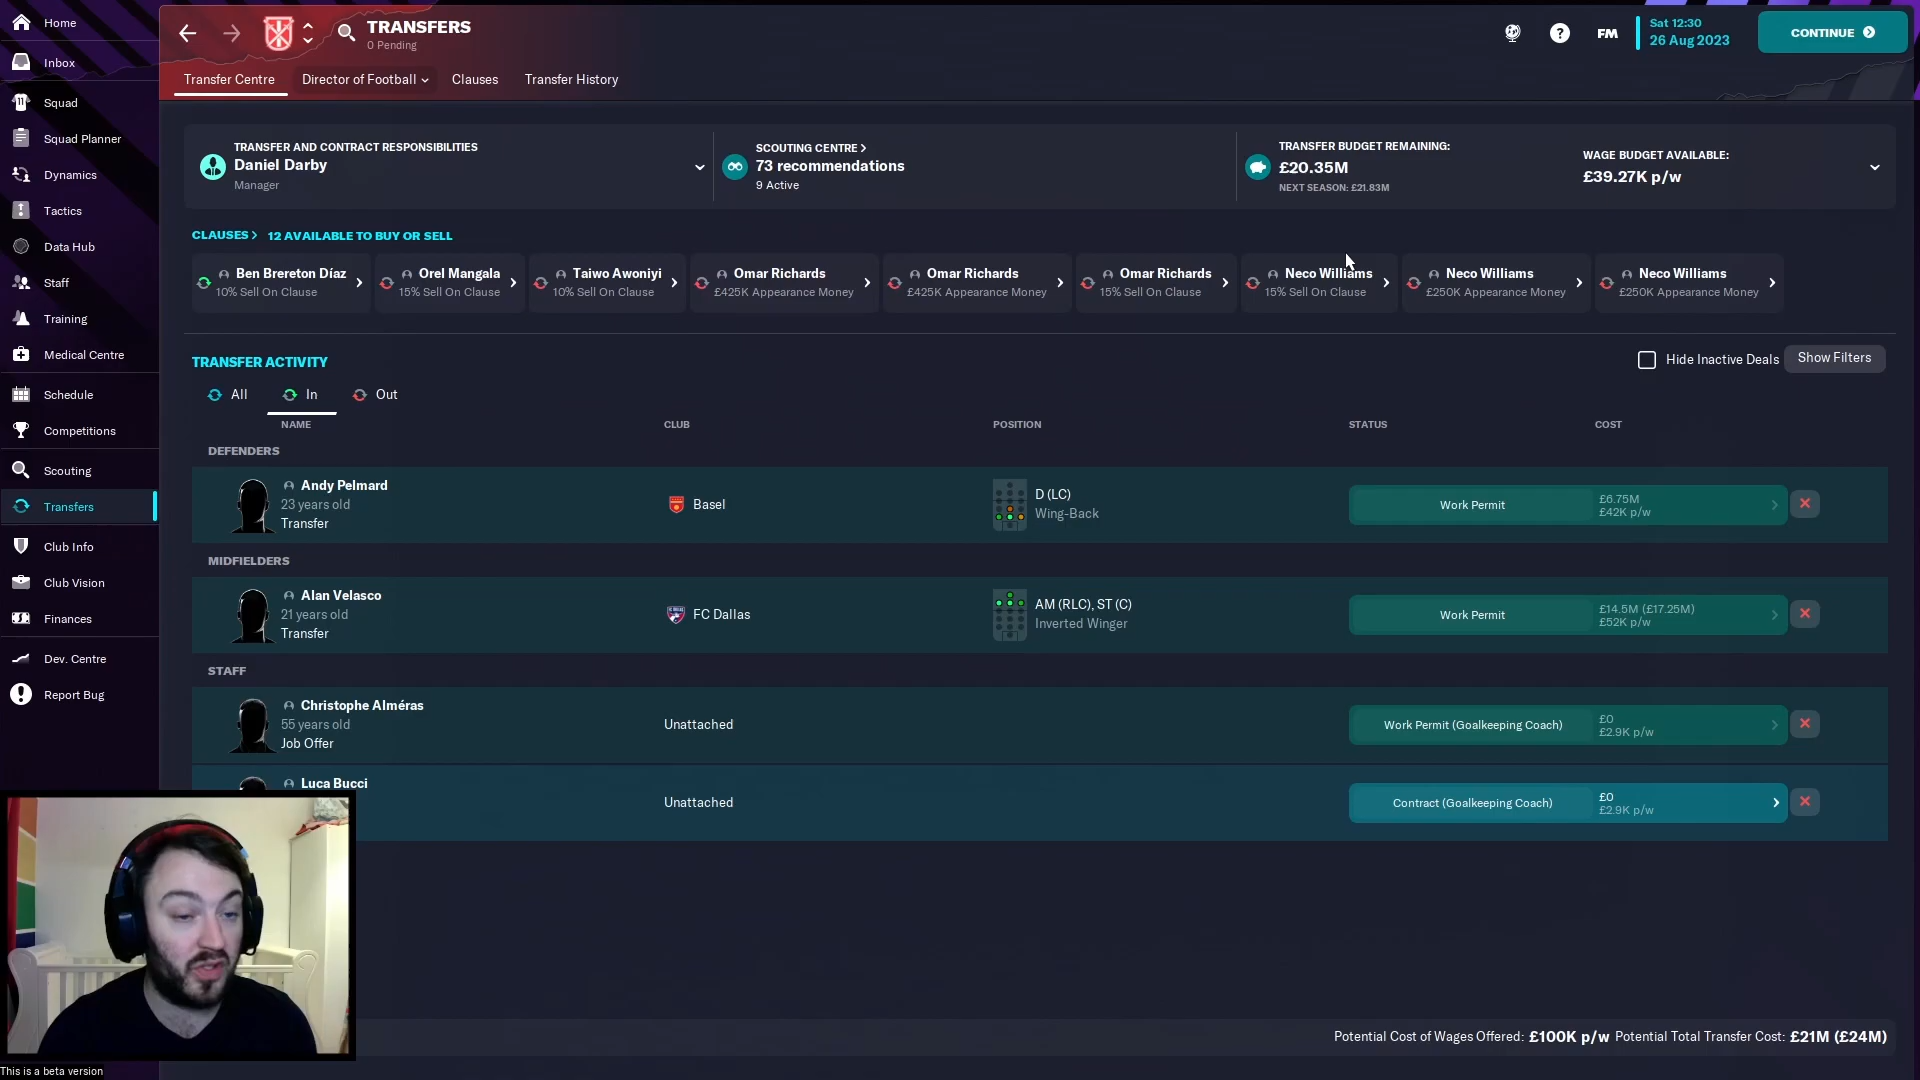 Home
Inbox
Squad
Squad Planner
Dynamics
Tactics
Data Hub
Staff
Training
Medical Centre
Schedule
Competitions
Scouting
Transfers
Club Info
Club Vision
Finances
Dev. Centre
Report Bug
TRANSFERS
0 Pending
FM
Sat 12:30
26 Aug 2023
CONTINUE
Transfer Centre
Director of Football
Clauses
Transfer History
TRANSFER AND CONTRACT RESPONSIBILITIES
Daniel Darby
Manager
SCOUTING CENTRE >
73 recommendations
9 Active
TRANSFER BUDGET REMAINING:
£20.35M
NEXT SEASON: £21.83M
WAGE BUDGET AVAILABLE:
£39.27K p/w
CLAUSES > 12 AVAILABLE TO BUY OR SELL
Ben Brereton Díaz
10% Sell On Clause
Orel Mangala
15% Sell On Clause
Taiwo Awoniyi
10% Sell On Clause
Omar Richards
£425K Appearance Money
Omar Richards
£425K Appearance Money
Omar Richards
15% Sell On Clause
Neco Williams
15% Sell On Clause
Neco Williams
£250K Appearance Money
Neco Williams
£250K Appearance Money
TRANSFER ACTIVITY
Hide Inactive Deals
Show Filters
All
In
Out
NAME CLUB POSITION STATUS COST
DEFENDERS
Andy Pelmard
23 years old
Transfer
Basel
D (LC)
Wing-Back
Work Permit
£6.75M
£42K p/w
MIDFIELDERS
Alan Velasco
21 years old
Transfer
FC Dallas
AM (RLC), ST (C)
Inverted Winger
Work Permit
£14.5M (£17.25M)
£52K p/w
STAFF
Christophe Alméras
55 years old
Job Offer
Unattached
Work Permit (Goalkeeping Coach)
£0
£2.9K p/w
Luca Bucci
Unattached
Contract (Goalkeeping Coach)
£0
£2.9K p/w
Potential Cost of Wages Offered: £100K p/w Potential Total Transfer Cost: £21M (£24M)
This is a beta version